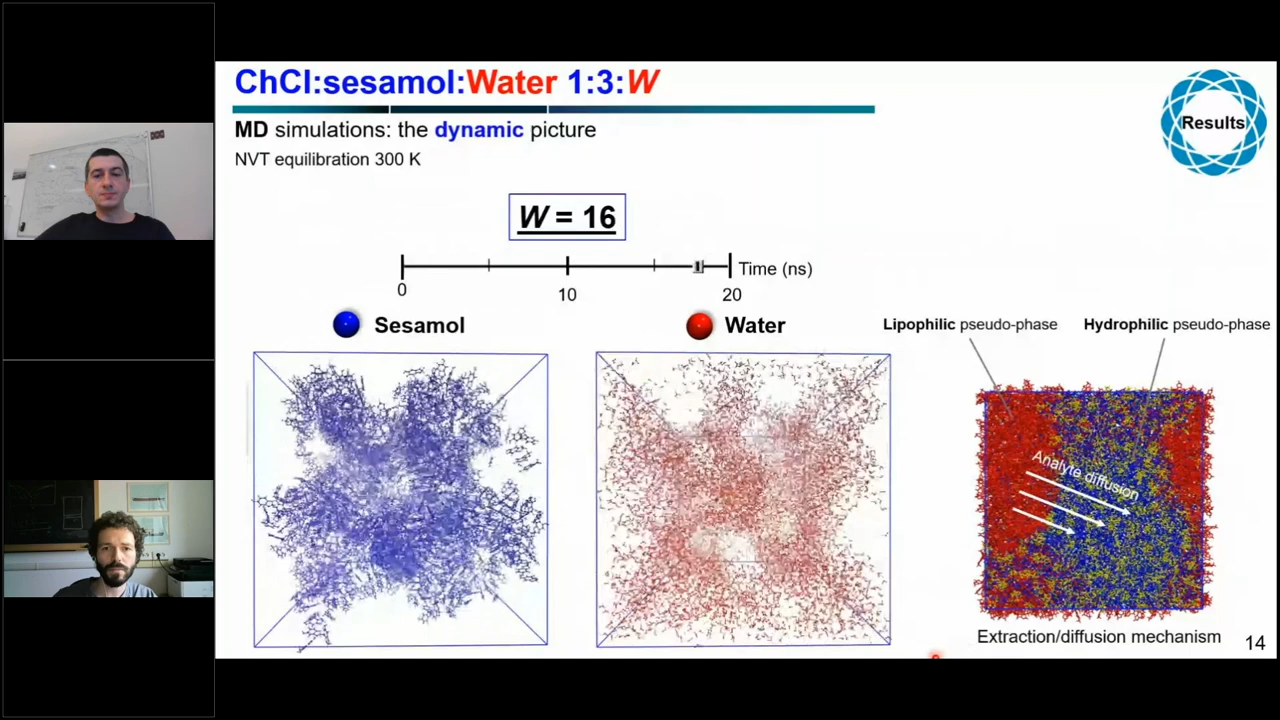 ChCl:sesamol:Water 1:3:W
Results
MD simulations: the dynamic picture
NVT equilibration 300 K
W = 16
Time (ns)
0
10
20
Sesamol
Water
Lipophilic pseudo-phase
Hydrophilic pseudo-phase
Analyte diffusion
Extraction/diffusion mechanism
14